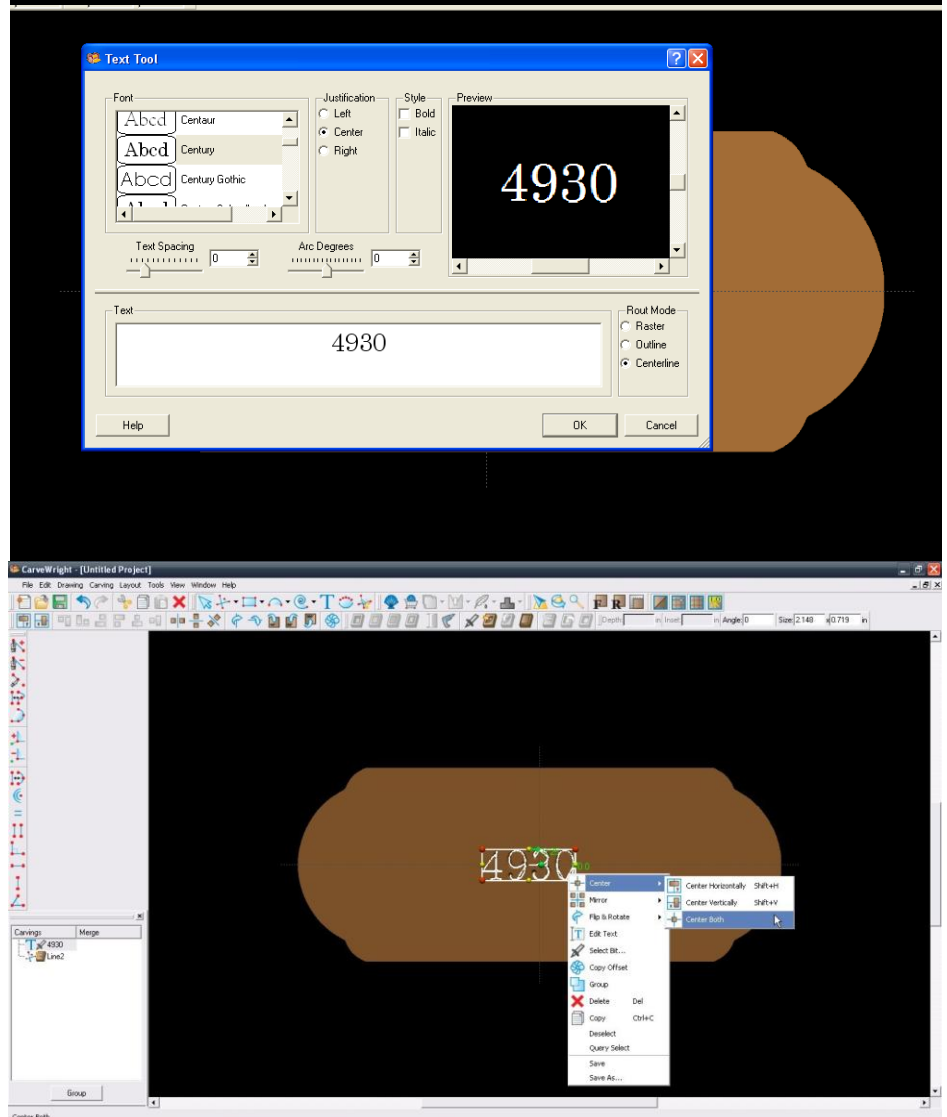 Text Tool
Font
Justification
Style
Preview
Abcd Centaur
Left
Bold
Abcd Century
Center
Italic
Abcd Century Gothic
Right
4930
Text Spacing
0
Arc Degrees
0
Text
4930
Rout Mode
Raster
Outline
Centerline
Help
OK
Cancel
CarveWright - [Untitled Project]
File Edit Drawing Carving Layout Tools View Window Help
Depth: in Inset: in Angle: 0 Size: 2.148 x 0.719 in
4930
Center
Center Horizontally Shift+H
Mirror
Center Vertically Shift+V
Flip & Rotate
Center Both
Edit Text
Select Bit...
Copy Offset
Group
Delete Del
Copy Ctrl+C
Deselect
Query Select
Save
Save As...
Carvings Merge
4930
Line2
Group
Center Both